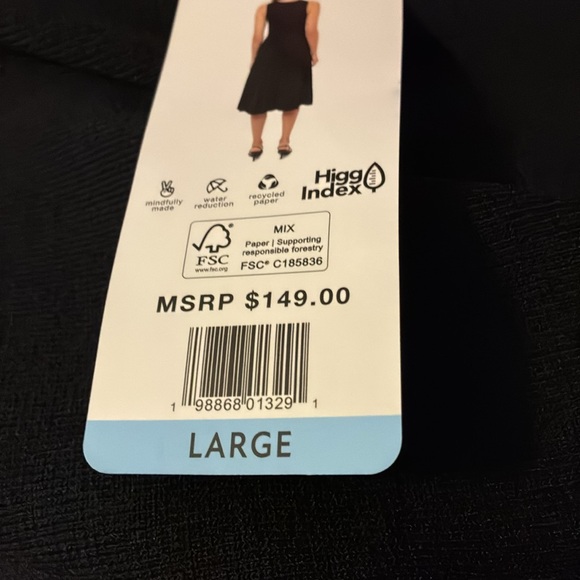 mindfully
made
water
reduction
recycled
paper
Higg
Index
FSC®
www.fsc.org
MIX
Paper | Supporting
responsible forestry
FSC® C185836
MSRP $149.00
1 98868 01329 1
LARGE